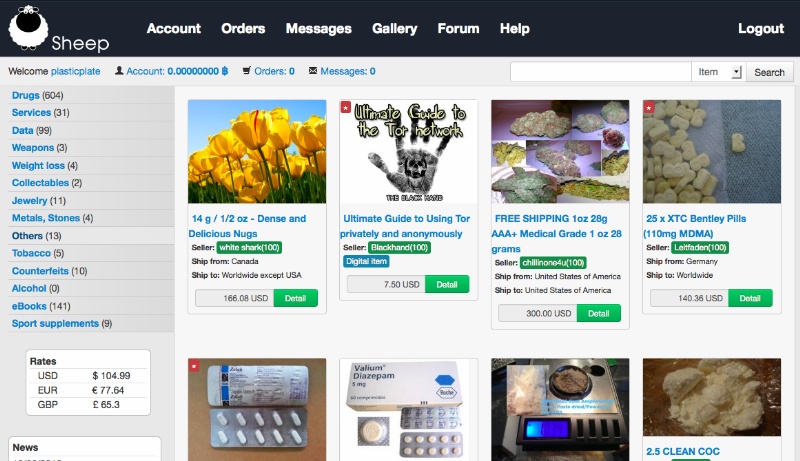 Sheep
Account Orders Messages Gallery Forum Help Logout
Welcome plasticplate Account: 0.00000000 ฿ Orders: 0 Messages: 0 Item Search
Drugs (604)
Services (31)
Data (99)
Weapons (3)
Weight loss (4)
Collectables (2)
Jewelry (11)
Metals, Stones (4)
Others (13)
Tobacco (5)
Counterfeits (10)
Alcohol (0)
eBooks (141)
Sport supplements (9)
Rates
USD $ 104.99
EUR € 77.64
GBP £ 65.3
News
14 g / 1/2 oz - Dense and
Delicious Nugs
Seller: white shark(100)
Ship from: Canada
Ship to: Worldwide except USA
166.08 USD Detail
Ultimate Guide to
the Tor network
THE BLACK HAND
Ultimate Guide to Using Tor
privately and anonymously
Seller: Blackhand(100)
Digital item
7.50 USD Detail
FREE SHIPPING 1oz 28g
AAA+ Medical Grade 1 oz 28
grams
Seller: chillinone4u(100)
Ship from: United States of America
Ship to: United States of America
300.00 USD Detail
25 x XTC Bentley Pills
(110mg MDMA)
Seller: Leitfaden(100)
Ship from: Germany
Ship to: Worldwide
140.36 USD Detail
Valium
Diazepam
5 mg
60 comprimidos
Roche
2.5 CLEAN COC